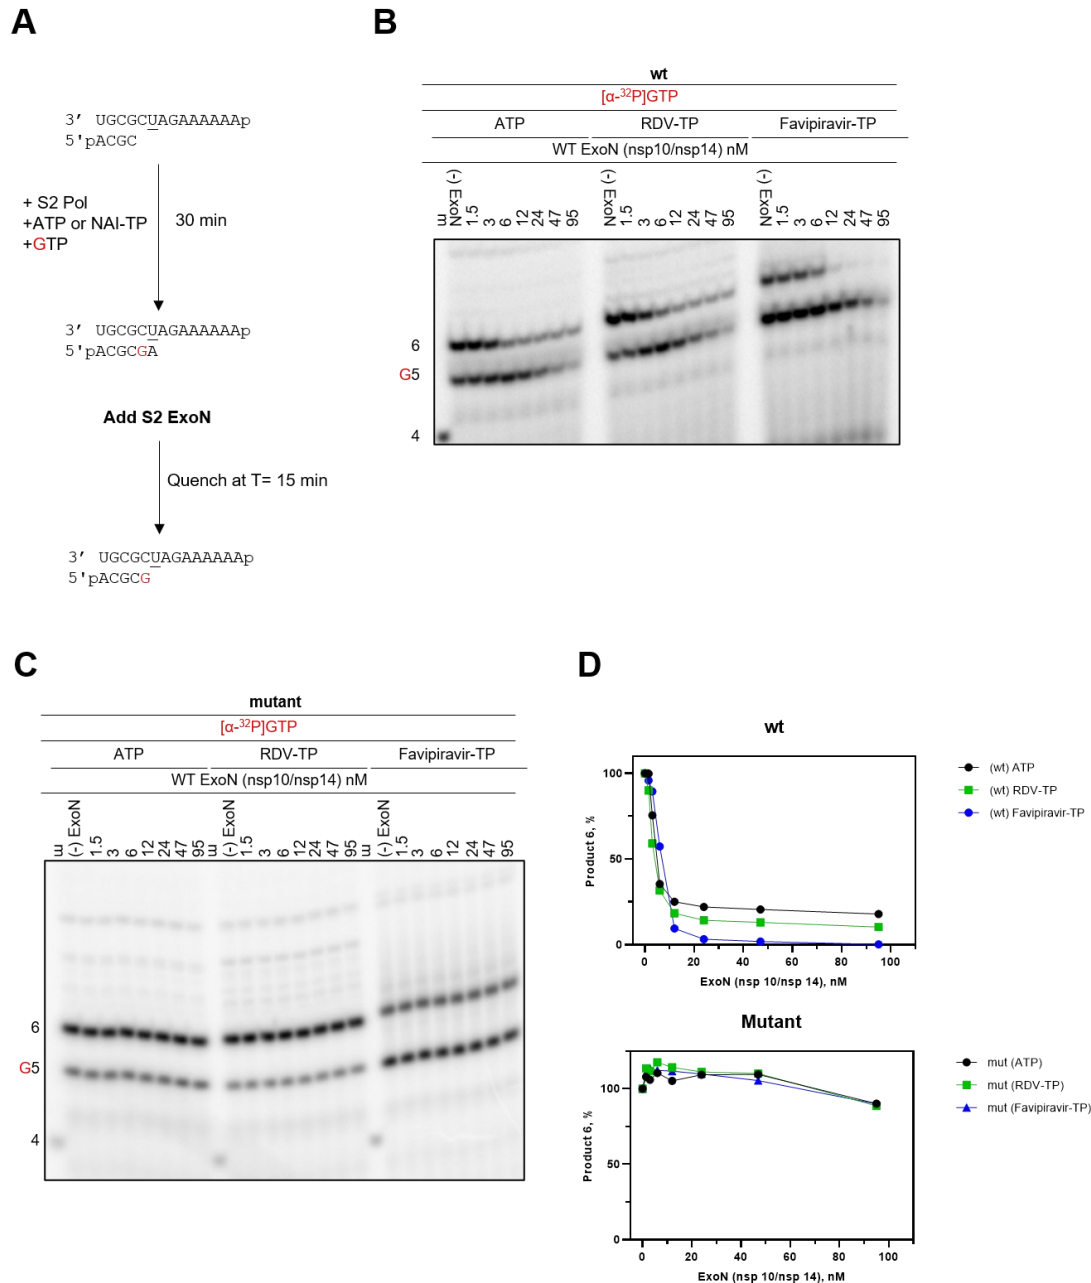 A
3′ UGCGCUAGAAAAAAp
5'pACGC
+ S2 Pol
+ATP or NAI-TP
+GTP
30 min
3′ UGCGCUAGAAAAAAp
5'pACGCGA
Add S2 ExoN
Quench at T= 15 min
3′ UGCGCUAGAAAAAAp
5'pACGCG
B
wt
[α-³²P]GTP
ATP RDV-TP Favipiravir-TP
WT ExoN (nsp10/nsp14) nM
m (-) ExoN 1.5 3 6 12 24 47 95 (-) ExoN 1.5 3 6 12 24 47 95 (-) ExoN 1.5 3 6 12 24 47 95
6
G5
4
C
mutant
[α-³²P]GTP
ATP RDV-TP Favipiravir-TP
WT ExoN (nsp10/nsp14) nM
m (-) ExoN 1.5 3 6 12 24 47 95 m (-) ExoN 1.5 3 6 12 24 47 95 m (-) ExoN 1.5 3 6 12 24 47 95
6
G5
4
D
wt
Product 6, %
100
50
0
0 20 40 60 80 100
ExoN (nsp 10/nsp 14), nM
(wt) ATP
(wt) RDV-TP
(wt) Favipiravir-TP
Mutant
Product 6, %
100
50
0
0 20 40 60 80 100
ExoN (nsp 10/nsp 14), nM
mut (ATP)
mut (RDV-TP)
mut (Favipiravir-TP)